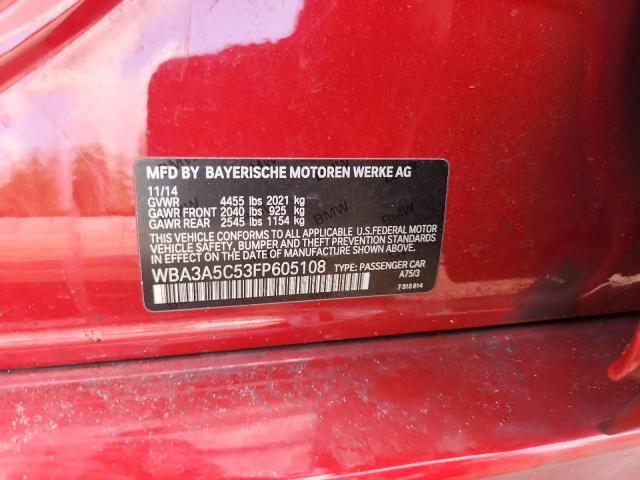 MFD BY BAYERISCHE MOTOREN WERKE AG
11/14
GVWR 4455 lbs 2021 kg
GAWR FRONT 2040 lbs 925 kg
GAWR REAR 2545 lbs 1154 kg
THIS VEHICLE CONFORMS TO ALL APPLICABLE U.S.FEDERAL MOTOR
VEHICLE SAFETY, BUMPER AND THEFT PREVENTION STANDARDS IN
EFFECT ON THE DATE OF MANUFACTURE SHOWN ABOVE.
WBA3A5C53FP605108 TYPE: PASSENGER CAR
A75/3
7 315 814